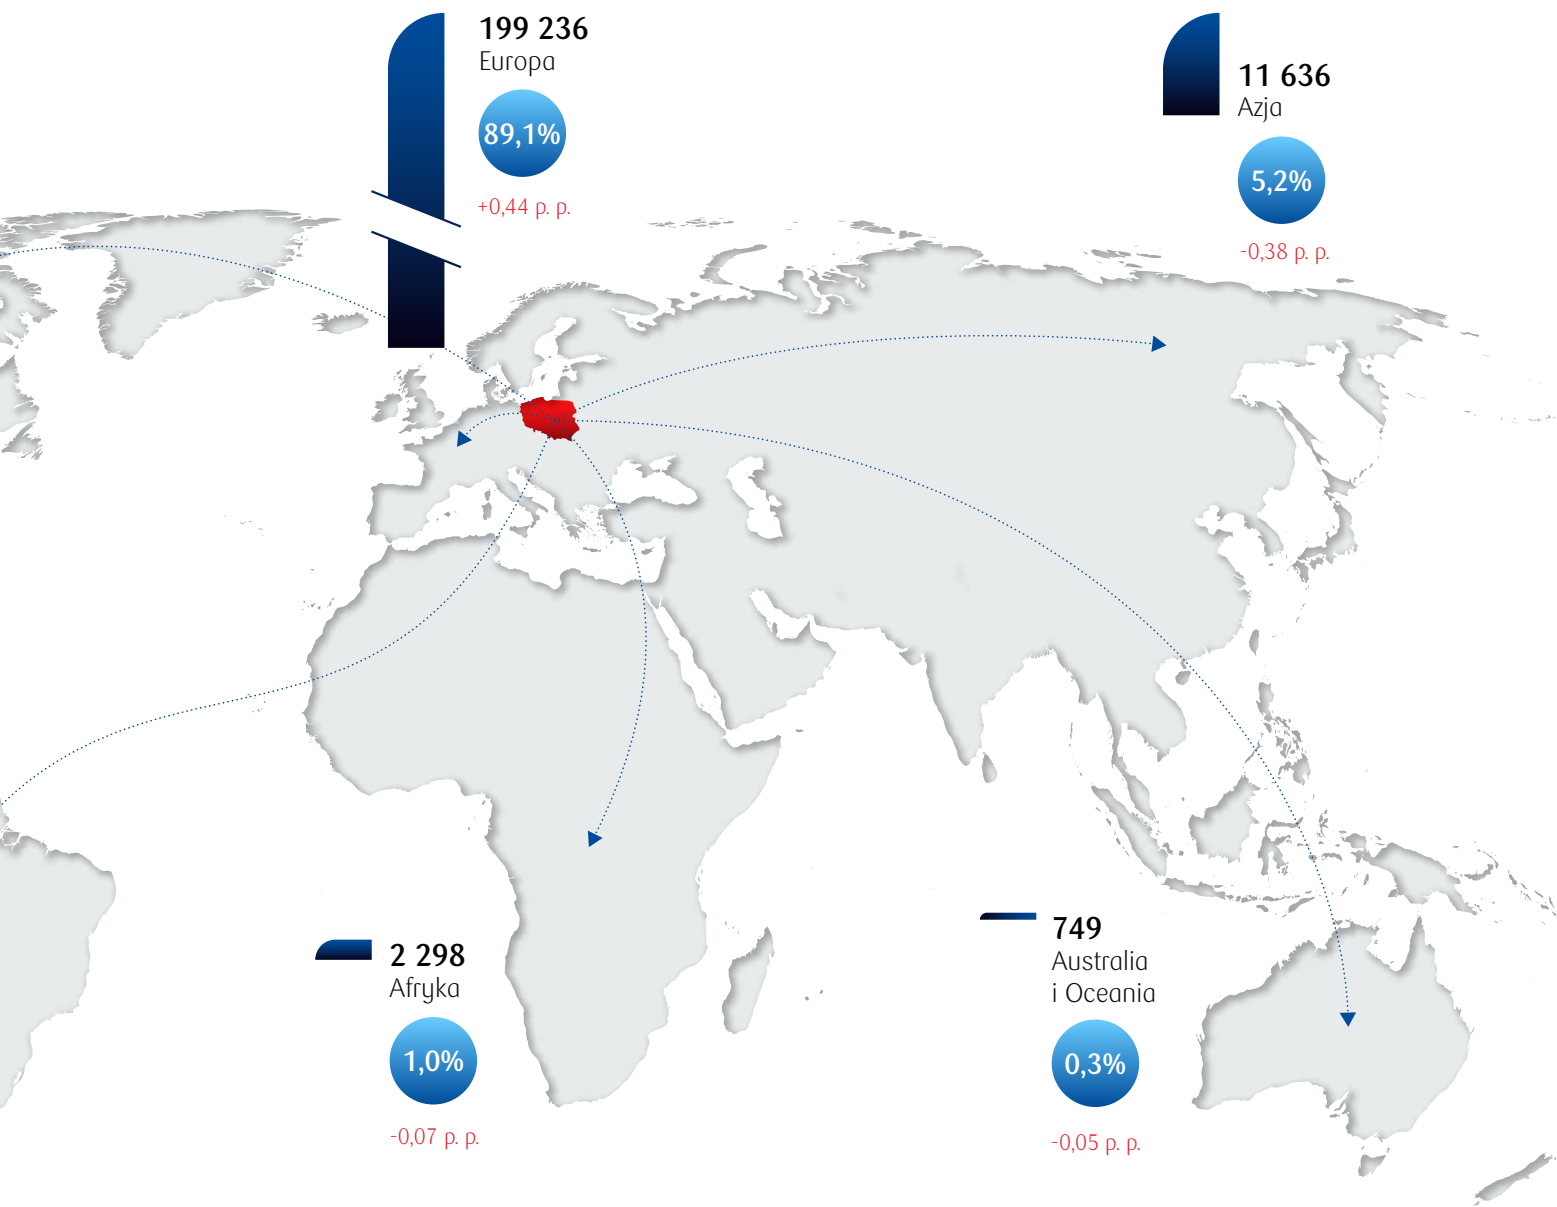 199 236
Europa
89,1%
+0,44 p. p.
11 636
Azja
5,2%
-0,38 p. p.
2 298
Afryka
1,0%
-0,07 p. p.
749
Australia
i Oceania
0,3%
-0,05 p. p.